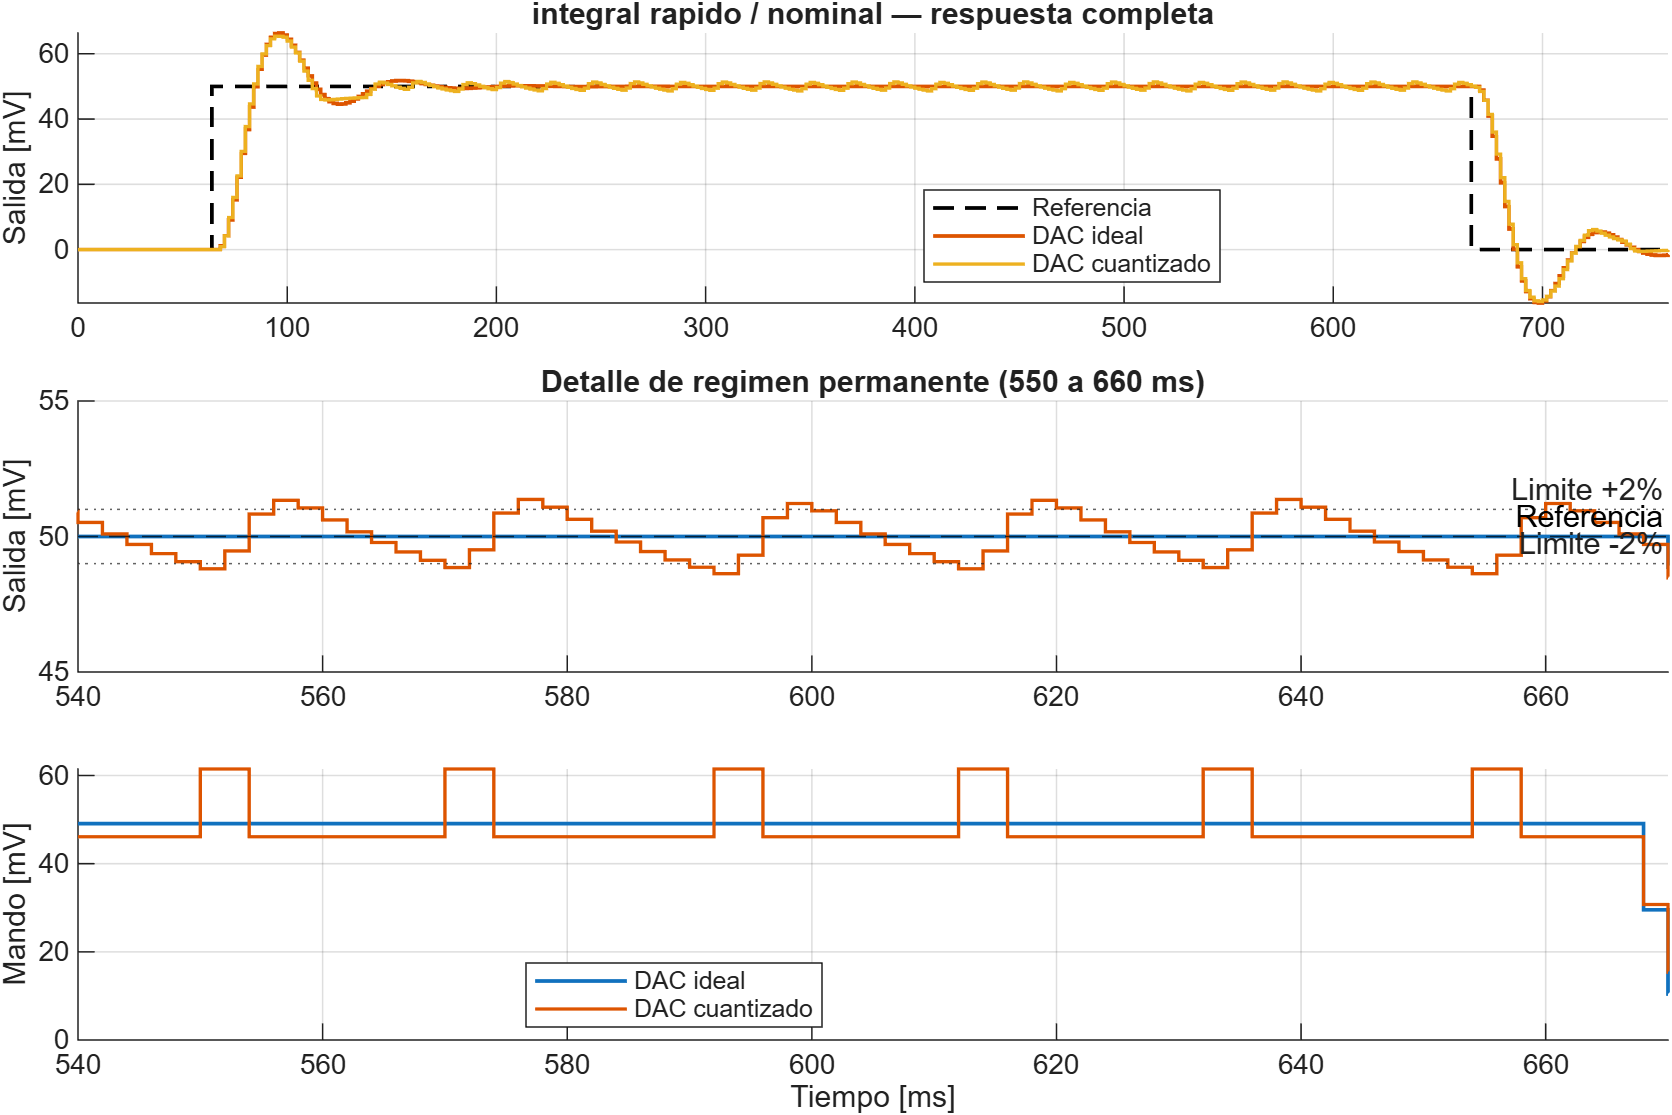 integral rapido / nominal — respuesta completa
Salida [mV]
60
40
20
0
Referencia
DAC ideal
DAC cuantizado
0 100 200 300 400 500 600 700
Detalle de regimen permanente (550 a 660 ms)
Salida [mV]
55
50
45
Limite +2%
Referencia
Limite -2%
540 560 580 600 620 640 660
Mando [mV]
60
40
20
0
DAC ideal
DAC cuantizado
540 560 580 600 620 640 660
Tiempo [ms]